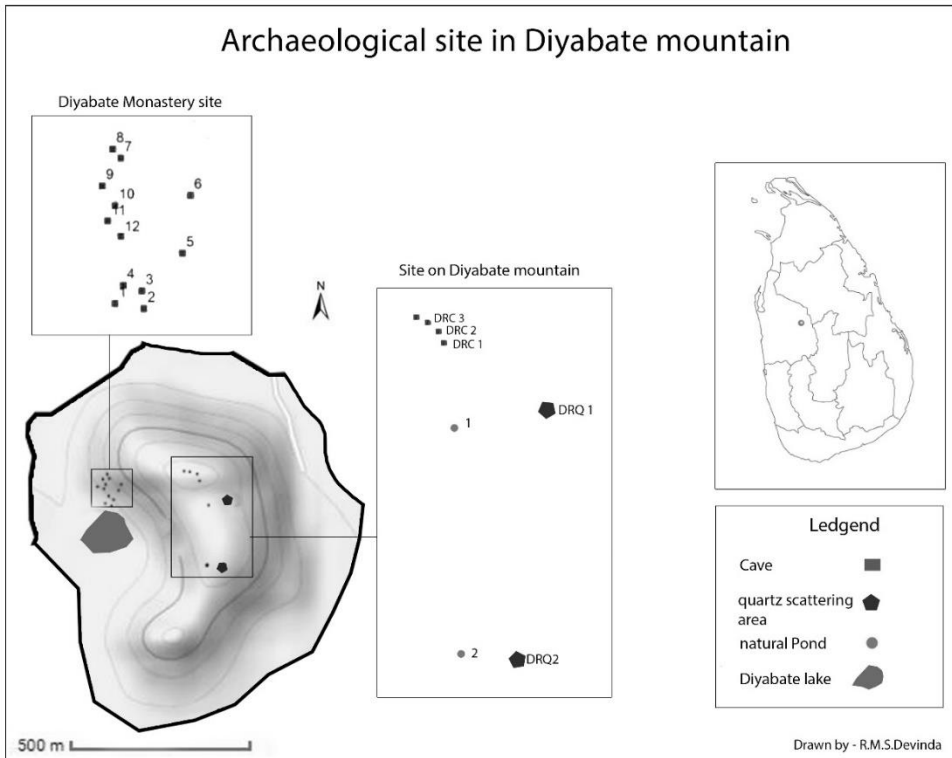 Archaeological site in Diyabate mountain
Diyabate Monastery site
8
7
9
6
10
11
12
5
4
3
1
2
N
Site on Diyabate mountain
DRC 3
DRC 2
DRC 1
DRQ 1
1
2
DRQ2
Ledgend
Cave
quartz scattering
area
natural Pond
Diyabate lake
500 m
Drawn by - R.M.S.Devinda